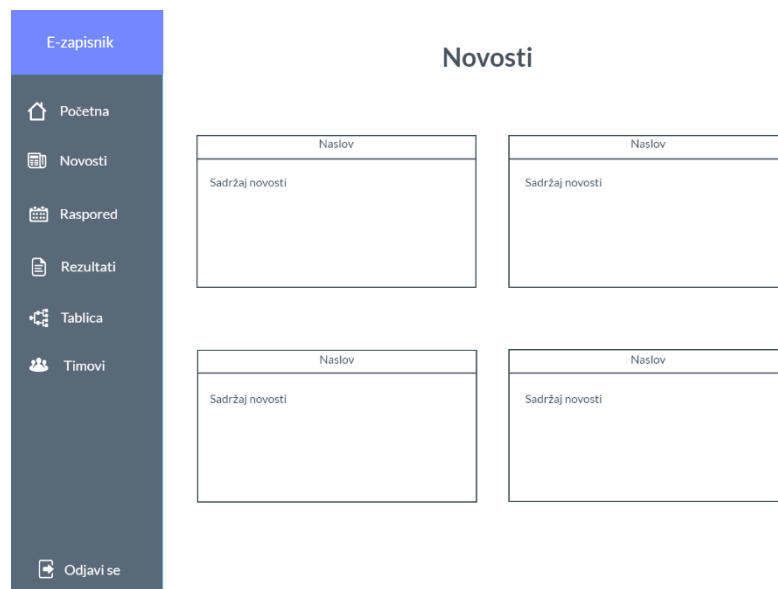 E-zapisnik
Početna
Novosti
Raspored
Rezultati
Tablica
Timovi
Odjavi se
Novosti
Naslov
Sadržaj novosti
Naslov
Sadržaj novosti
Naslov
Sadržaj novosti
Naslov
Sadržaj novosti